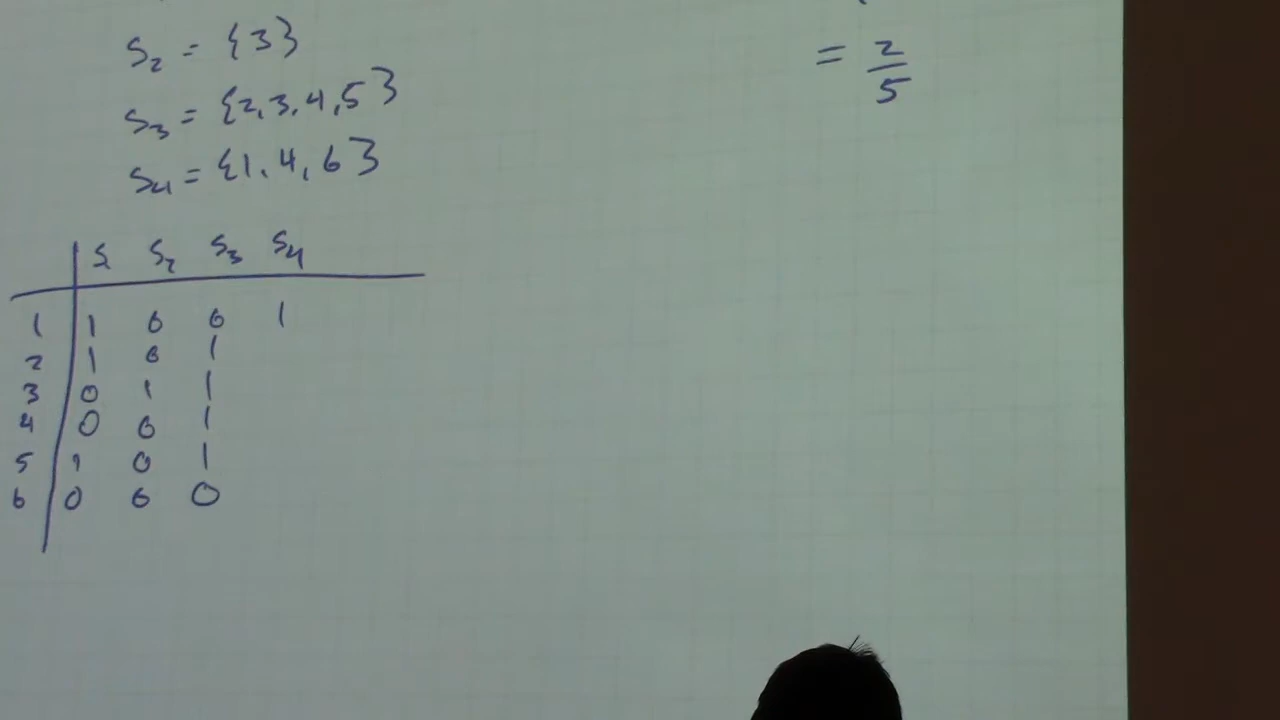 S₂ = {3}
S₃ = {2,3,4,5}
S₄ = {1,4,6}
= 2/5
S₁ S₂ S₃ S₄
1 1 0 0 1
2 1 0 1
3 0 1 1
4 0 0 1
5 1 0 1
6 0 0 0